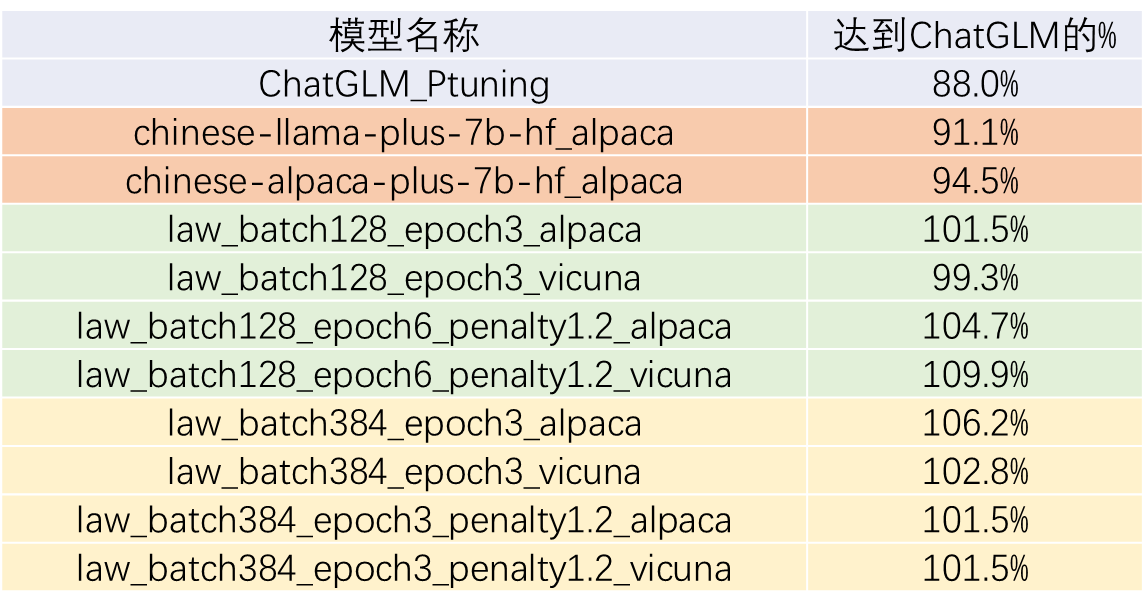 模型名称 达到ChatGLM的%
ChatGLM_Ptuning 88.0%
chinese-llama-plus-7b-hf_alpaca 91.1%
chinese-alpaca-plus-7b-hf_alpaca 94.5%
law_batch128_epoch3_alpaca 101.5%
law_batch128_epoch3_vicuna 99.3%
law_batch128_epoch6_penalty1.2_alpaca 104.7%
law_batch128_epoch6_penalty1.2_vicuna 109.9%
law_batch384_epoch3_alpaca 106.2%
law_batch384_epoch3_vicuna 102.8%
law_batch384_epoch3_penalty1.2_alpaca 101.5%
law_batch384_epoch3_penalty1.2_vicuna 101.5%